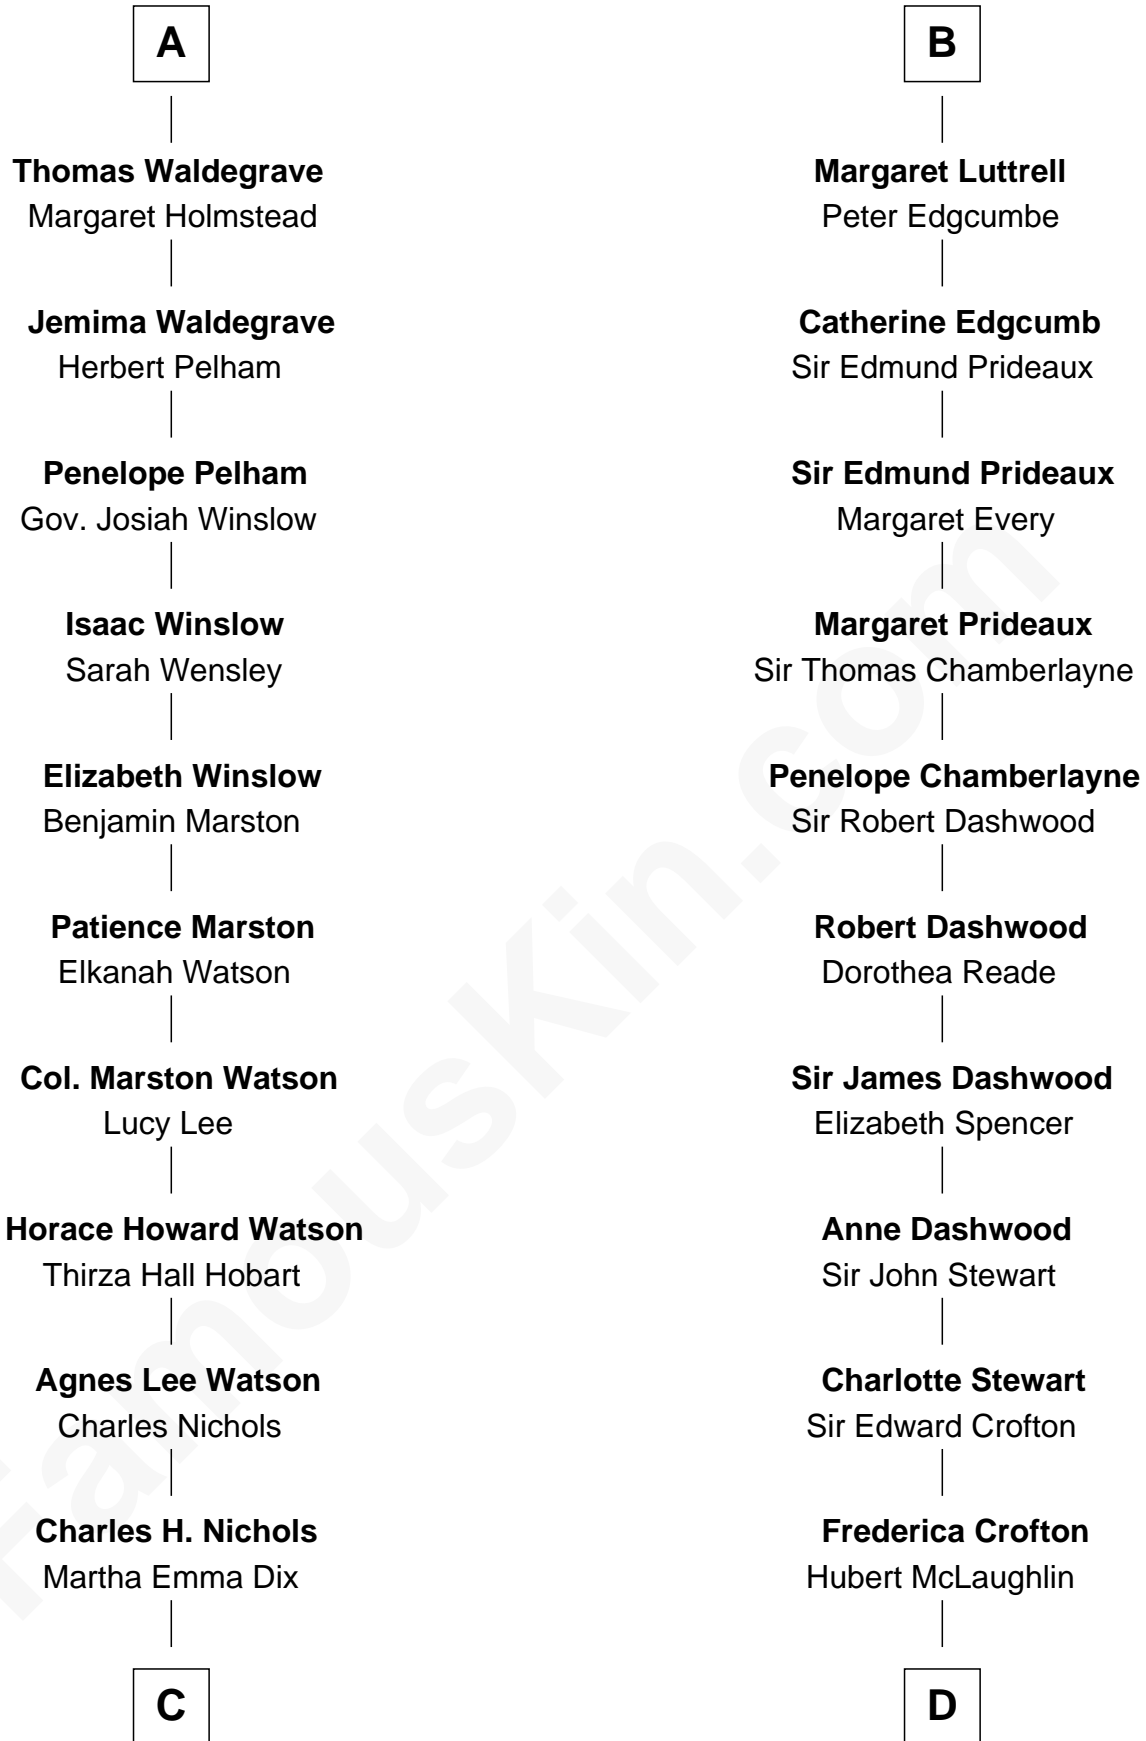 A
Thomas Waldegrave
Margaret Holmstead
Jemima Waldegrave
Herbert Pelham
Penelope Pelham
Gov. Josiah Winslow
Isaac Winslow
Sarah Wensley
Elizabeth Winslow
Benjamin Marston
Patience Marston
Elkanah Watson
Col. Marston Watson
Lucy Lee
Horace Howard Watson
Thirza Hall Hobart
Agnes Lee Watson
Charles Nichols
Charles H. Nichols
Martha Emma Dix
C
B
Margaret Luttrell
Peter Edgcumbe
Catherine Edgcumb
Sir Edmund Prideaux
Sir Edmund Prideaux
Margaret Every
Margaret Prideaux
Sir Thomas Chamberlayne
Penelope Chamberlayne
Sir Robert Dashwood
Robert Dashwood
Dorothea Reade
Sir James Dashwood
Elizabeth Spencer
Anne Dashwood
Sir John Stewart
Charlotte Stewart
Sir Edward Crofton
Frederica Crofton
Hubert McLaughlin
D
FamousKin.com